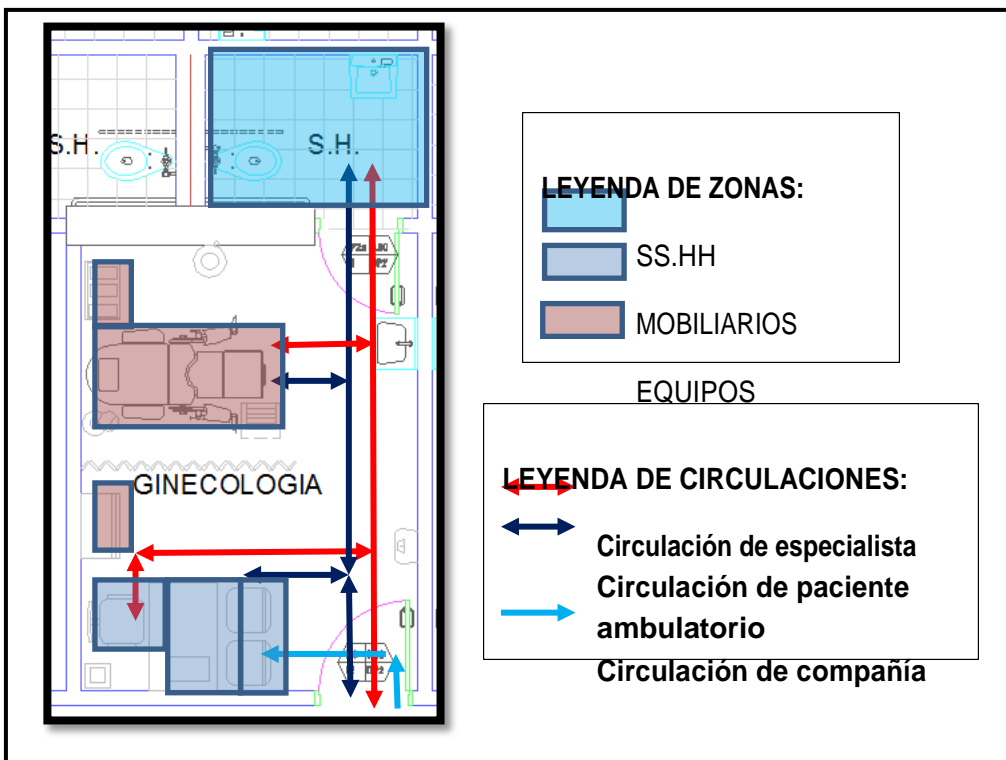 S.H.
S.H.
GINECOLOGIA
LEYENDA DE ZONAS:
SS.HH
MOBILIARIOS
EQUIPOS
LEYENDA DE CIRCULACIONES:
Circulación de especialista
Circulación de paciente
ambulatorio
Circulación de compañía